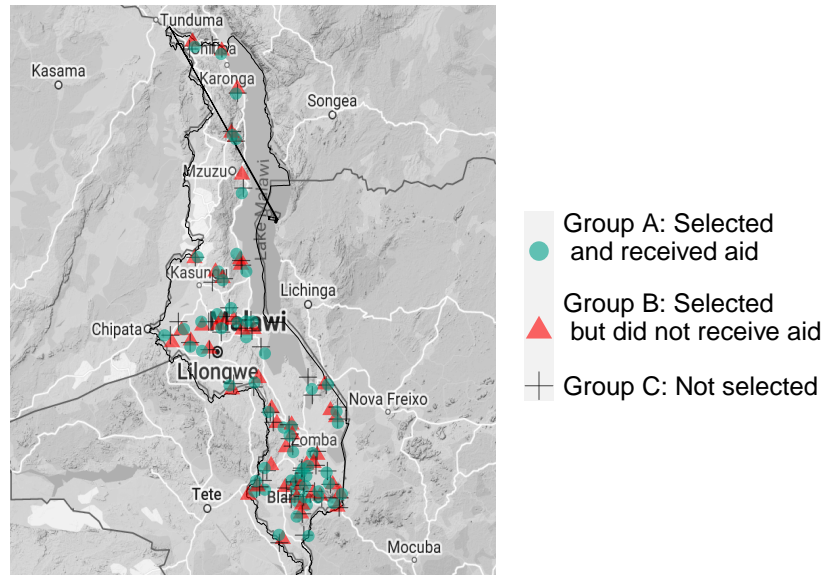 Tunduma
Kasama
Karonga
Songea
Mzuzu
Lake Malawi
Kasungu
Lichinga
Chipata
Malawi
Lilongwe
Nova Freixo
Zomba
Tete
Mocuba
Group A: Selected
and received aid
Group B: Selected
but did not receive aid
Group C: Not selected